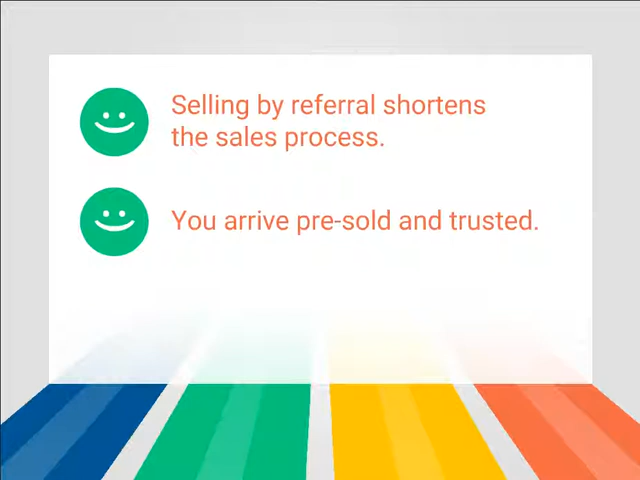 Selling by referral shortens
the sales process.
You arrive pre-sold and trusted.